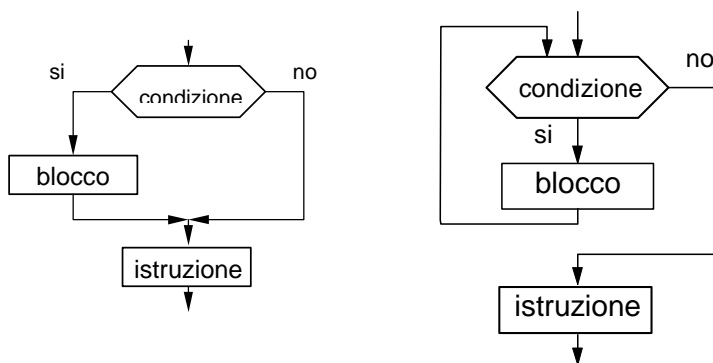 si
no
condizione
blocco
istruzione
no
condizione
si
blocco
istruzione